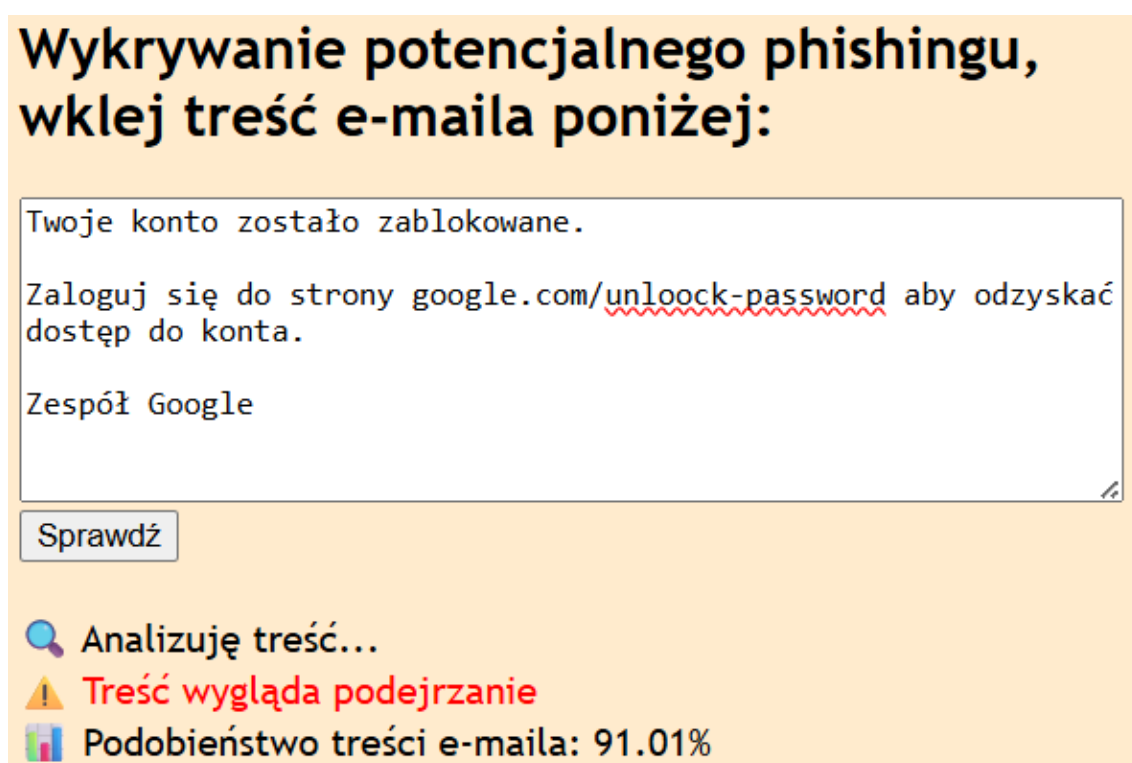 Wykrywanie potencjalnego phishingu,
wklej treść e-maila poniżej:
Twoje konto zostało zablokowane.
Zaloguj się do strony google.com/unloock-password aby odzyskać
dostęp do konta.
Zespół Google
Sprawdź
Analizuję treść...
Treść wygląda podejrzanie
Podobieństwo treści e-maila: 91.01%